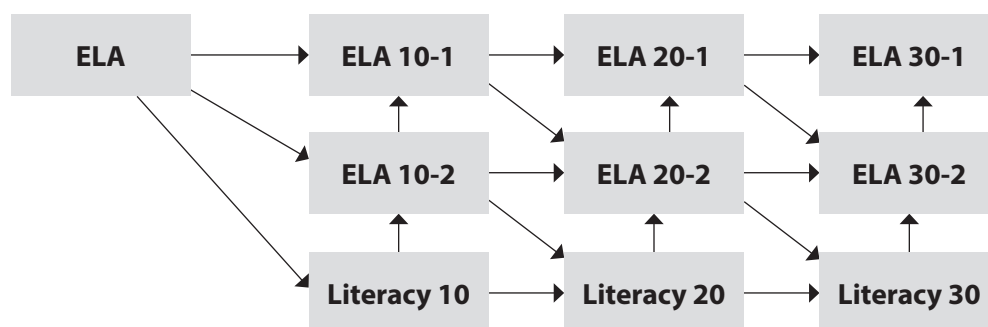 ELA
ELA 10-1
ELA 20-1
ELA 30-1
ELA 10-2
ELA 20-2
ELA 30-2
Literacy 10
Literacy 20
Literacy 30